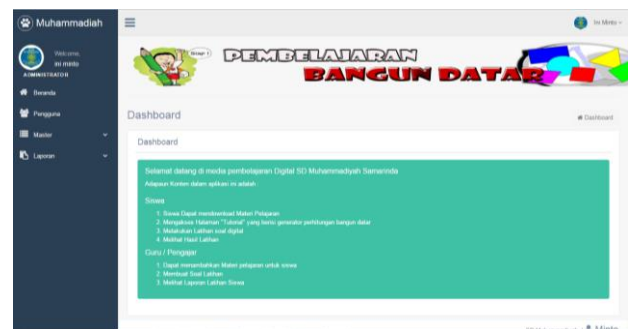 Muhammadiah
Ini Minto
Welcome,
ini minto
ADMINISTRATOR
Beranda
Pengguna
Master
Laporan
PEMBELAJARAN
BANGUN DATAR
Dashboard
Dashboard
Dashboard
Selamat datang di media pembelajaran Digital SD Muhammadiyah Samarinda
Adapaun Konten dalam aplikasi ini adalah
Siswa
1. Siswa Dapat mendownload Materi Pelajaran
2. Mengakses Halaman "Tutorial" yang berisi generator perhitungan bangun datar
3. Melakukan Latihan soal digital
4. Melihat Hasil Latihan
Guru / Pengajar
1. Dapat menambahkan Materi pelajaran untuk siswa
2. Membuat Soal Latihan
3. Melihat Laporan Latihan Siswa
Minto